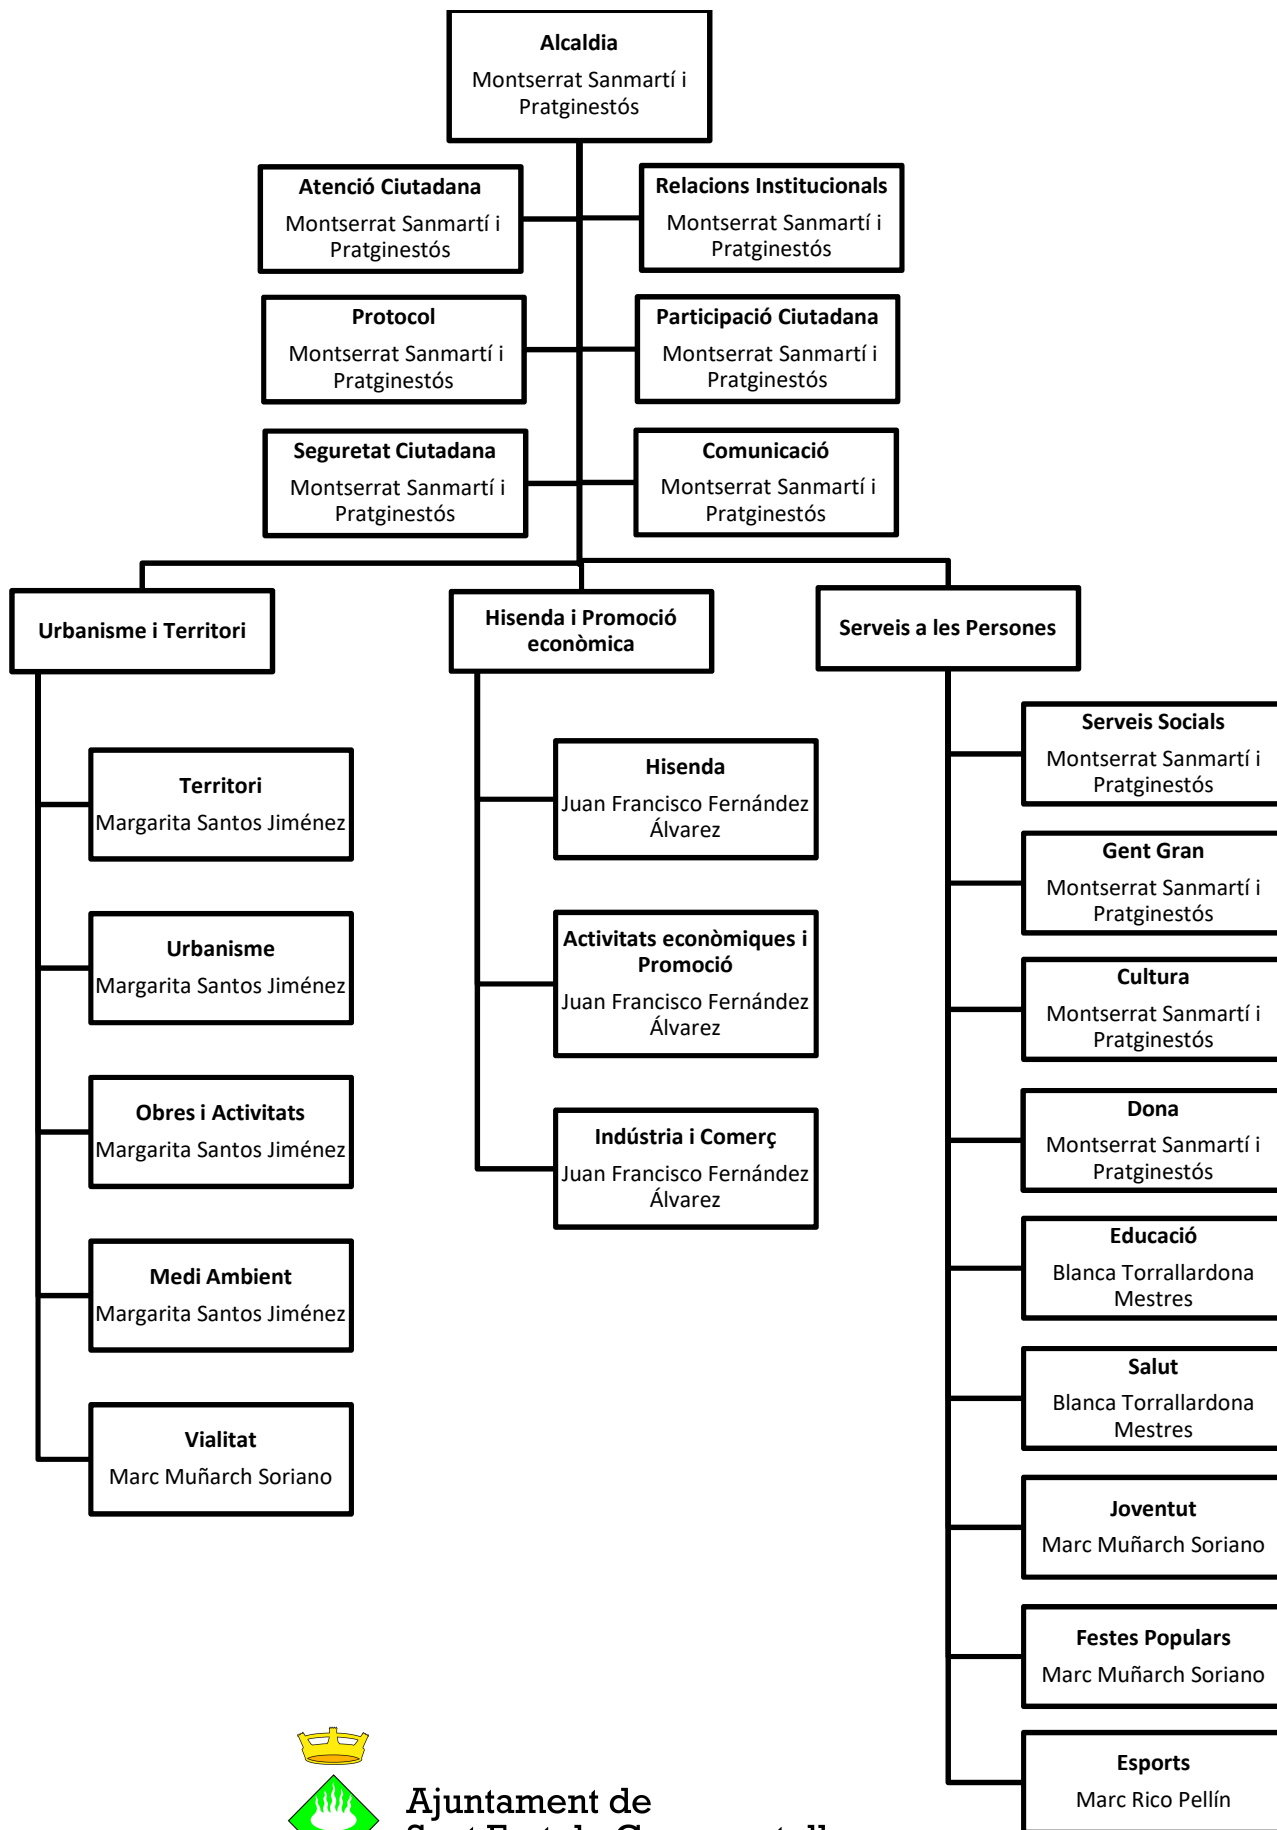 Alcaldia
Montserrat Sanmartí i
Pratginestós
Atenció Ciutadana
Montserrat Sanmartí i
Pratginestós
Relacions Institucionals
Montserrat Sanmartí i
Pratginestós
Protocol
Montserrat Sanmartí i
Pratginestós
Participació Ciutadana
Montserrat Sanmartí i
Pratginestós
Seguretat Ciutadana
Montserrat Sanmartí i
Pratginestós
Comunicació
Montserrat Sanmartí i
Pratginestós
Urbanisme i Territori
Territori
Margarita Santos Jiménez
Urbanisme
Margarita Santos Jiménez
Obres i Activitats
Margarita Santos Jiménez
Medi Ambient
Margarita Santos Jiménez
Vialitat
Marc Muñarch Soriano
Hisenda i Promoció
econòmica
Hisenda
Juan Francisco Fernández
Álvarez
Activitats econòmiques i
Promoció
Juan Francisco Fernández
Álvarez
Indústria i Comerç
Juan Francisco Fernández
Álvarez
Serveis a les Persones
Serveis Socials
Montserrat Sanmartí i
Pratginestós
Gent Gran
Montserrat Sanmartí i
Pratginestós
Cultura
Montserrat Sanmartí i
Pratginestós
Dona
Montserrat Sanmartí i
Pratginestós
Educació
Blanca Torrallardona
Mestres
Salut
Blanca Torrallardona
Mestres
Joventut
Marc Muñarch Soriano
Festes Populars
Marc Muñarch Soriano
Esports
Marc Rico Pellín
Ajuntament de